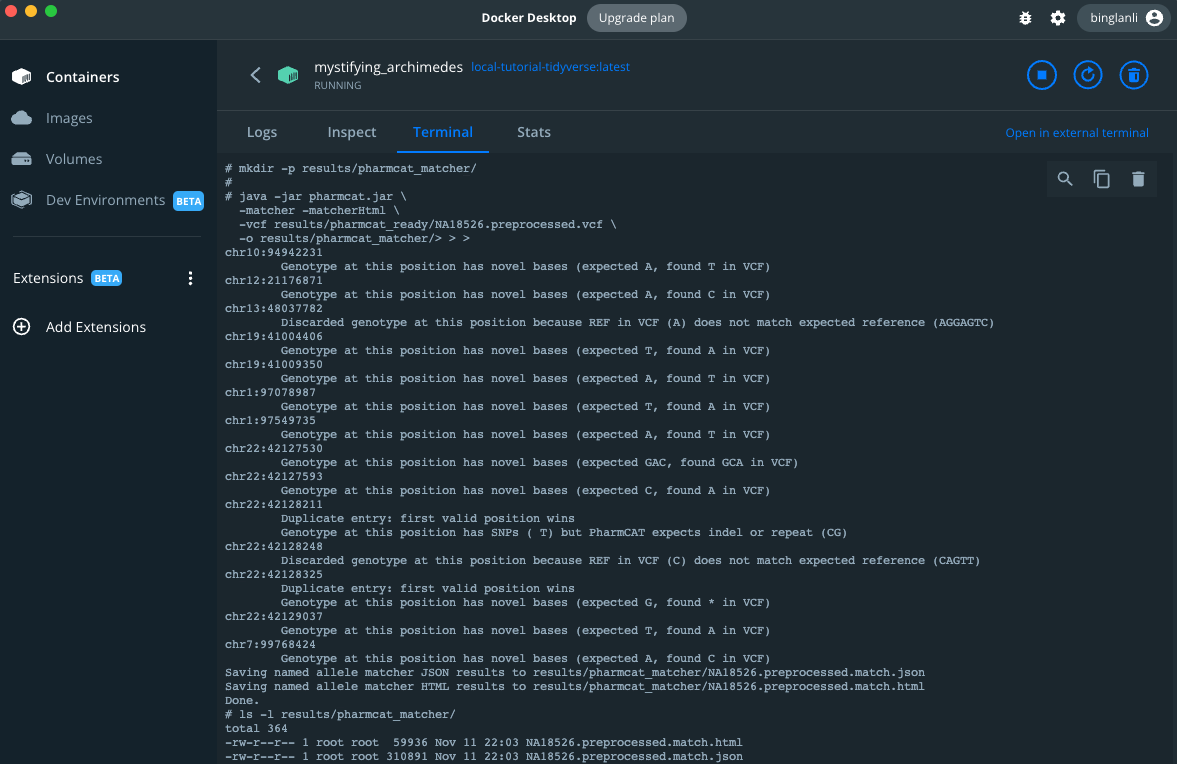 Docker Desktop Upgrade plan binglanli
Containers
Images
Volumes
Dev Environments BETA
Extensions BETA
Add Extensions
mystifying_archimedes local-tutorial-tidyverse:latest
RUNNING
Logs Inspect Terminal Stats Open in external terminal
# mkdir -p results/pharmcat_matcher/
#
# java -jar pharmcat.jar \
  -matcher -matcherHtml \
  -vcf results/pharmcat_ready/NA18526.preprocessed.vcf \
  -o results/pharmcat_matcher/> > >
chr10:94942231
        Genotype at this position has novel bases (expected A, found T in VCF)
chr12:21176871
        Genotype at this position has novel bases (expected A, found C in VCF)
chr13:48037782
        Discarded genotype at this position because REF in VCF (A) does not match expected reference (AGGAGTC)
chr19:41004406
        Genotype at this position has novel bases (expected T, found A in VCF)
chr19:41009350
        Genotype at this position has novel bases (expected A, found T in VCF)
chr1:97078987
        Genotype at this position has novel bases (expected T, found A in VCF)
chr1:97549735
        Genotype at this position has novel bases (expected A, found T in VCF)
chr22:42127530
        Genotype at this position has novel bases (expected GAC, found GCA in VCF)
chr22:42127593
        Genotype at this position has novel bases (expected C, found A in VCF)
chr22:42128211
        Duplicate entry: first valid position wins
        Genotype at this position has SNPs ( T) but PharmCAT expects indel or repeat (CG)
chr22:42128248
        Discarded genotype at this position because REF in VCF (C) does not match expected reference (CAGTT)
chr22:42128325
        Duplicate entry: first valid position wins
        Genotype at this position has novel bases (expected G, found * in VCF)
chr22:42129037
        Genotype at this position has novel bases (expected T, found A in VCF)
chr7:99768424
        Genotype at this position has novel bases (expected A, found C in VCF)
Saving named allele matcher JSON results to results/pharmcat_matcher/NA18526.preprocessed.match.json
Saving named allele matcher HTML results to results/pharmcat_matcher/NA18526.preprocessed.match.html
Done.
# ls -l results/pharmcat_matcher/
total 364
-rw-r--r-- 1 root root  59936 Nov 11 22:03 NA18526.preprocessed.match.html
-rw-r--r-- 1 root root 310891 Nov 11 22:03 NA18526.preprocessed.match.json